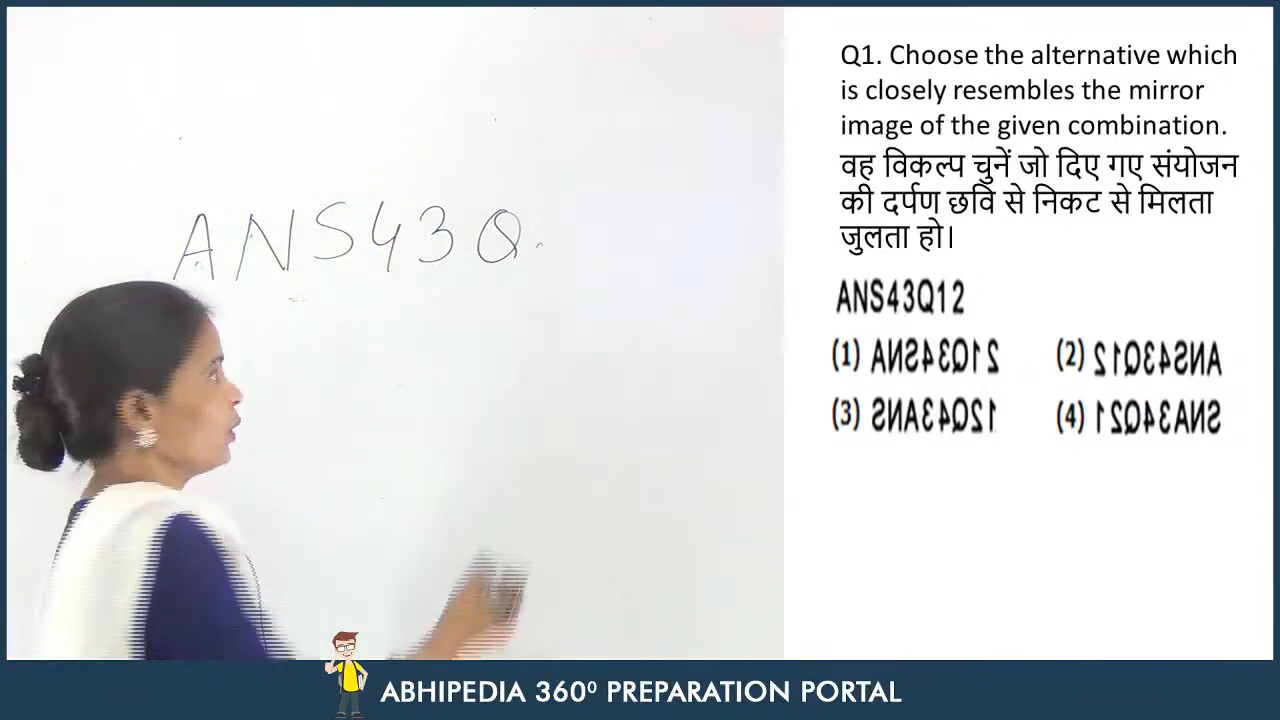 ANS43Q
Q1. Choose the alternative which
is closely resembles the mirror
image of the given combination.
वह विकल्प चुनें जो दिए गए संयोजन
की दर्पण छवि से निकट से मिलता
जुलता हो।
ANS43Q12
(1)
(2)
(3)
(4)
ABHIPEDIA 360⁰ PREPARATION PORTAL